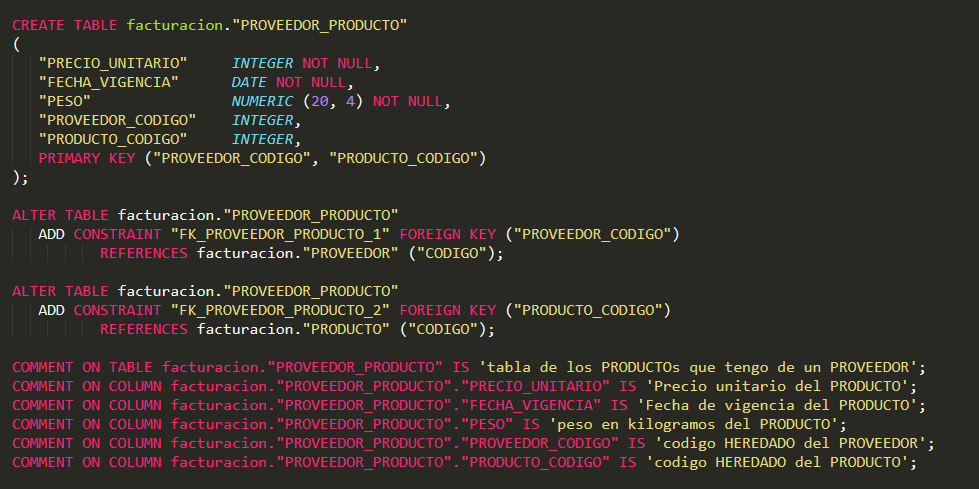 CREATE TABLE facturacion."PROVEEDOR_PRODUCTO"
(
"PRECIO_UNITARIO" INTEGER NOT NULL,
"FECHA_VIGENCIA" DATE NOT NULL,
"PESO" NUMERIC (20, 4) NOT NULL,
"PROVEEDOR_CODIGO" INTEGER,
"PRODUCTO_CODIGO" INTEGER,
PRIMARY KEY ("PROVEEDOR_CODIGO", "PRODUCTO_CODIGO")
);
ALTER TABLE facturacion."PROVEEDOR_PRODUCTO"
ADD CONSTRAINT "FK_PROVEEDOR_PRODUCTO_1" FOREIGN KEY ("PROVEEDOR_CODIGO")
REFERENCES facturacion."PROVEEDOR" ("CODIGO");
ALTER TABLE facturacion."PROVEEDOR_PRODUCTO"
ADD CONSTRAINT "FK_PROVEEDOR_PRODUCTO_2" FOREIGN KEY ("PRODUCTO_CODIGO")
REFERENCES facturacion."PRODUCTO" ("CODIGO");
COMMENT ON TABLE facturacion."PROVEEDOR_PRODUCTO" IS 'tabla de los PRODUCTOs que tengo de un PROVEEDOR';
COMMENT ON COLUMN facturacion."PROVEEDOR_PRODUCTO"."PRECIO_UNITARIO" IS 'Precio unitario del PRODUCTO';
COMMENT ON COLUMN facturacion."PROVEEDOR_PRODUCTO"."FECHA_VIGENCIA" IS 'Fecha de vigencia del PRODUCTO';
COMMENT ON COLUMN facturacion."PROVEEDOR_PRODUCTO"."PESO" IS 'peso en kilogramos del PRODUCTO';
COMMENT ON COLUMN facturacion."PROVEEDOR_PRODUCTO"."PROVEEDOR_CODIGO" IS 'codigo HEREDADO del PROVEEDOR';
COMMENT ON COLUMN facturacion."PROVEEDOR_PRODUCTO"."PRODUCTO_CODIGO" IS 'codigo HEREDADO del PRODUCTO';